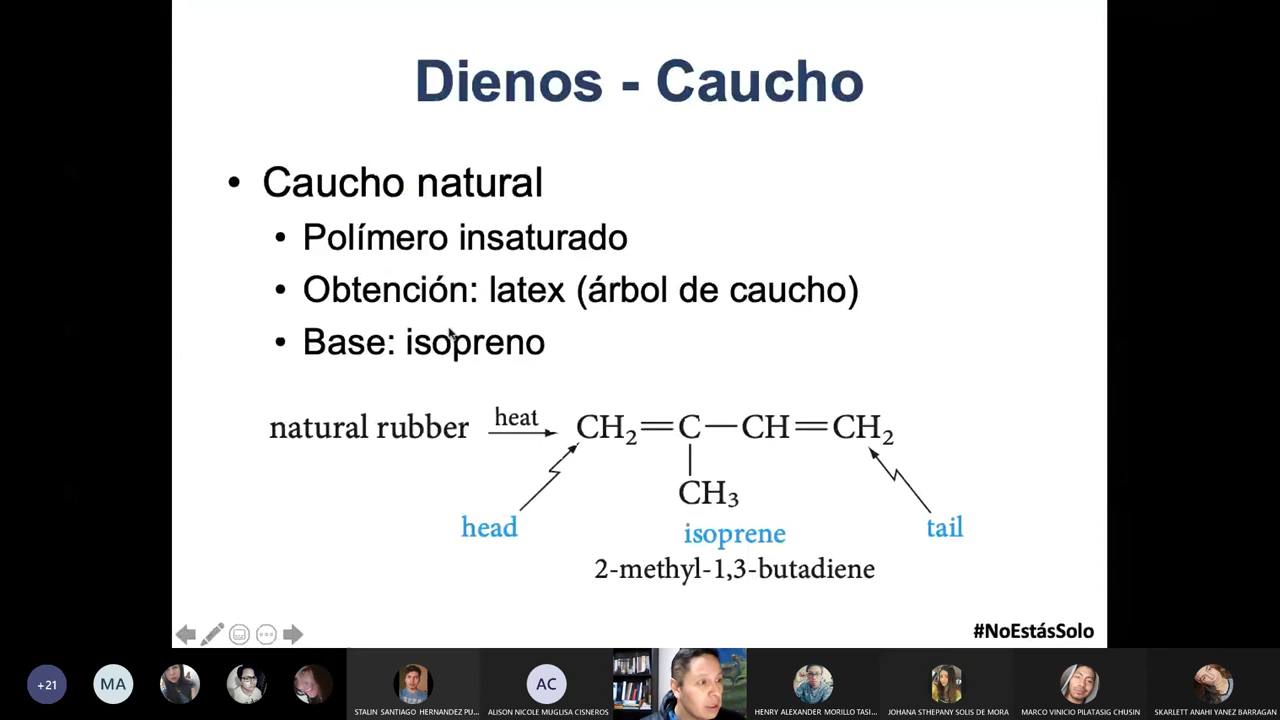 Dienos - Caucho
• Caucho natural
• Polímero insaturado
• Obtención: latex (árbol de caucho)
• Base: isopreno
natural rubber heat CH₂=C—CH=CH₂
CH₃
head isoprene tail
2-methyl-1,3-butadiene
#NoEstásSolo
+21 MA STALIN SANTIAGO HERNANDEZ PU... AC ALISON NICOLE MUGLISA CISNEROS HENRY ALEXANDER MORILLO TASI... JOHANA STHEPANY SOLIS DE MORA MARCO VINICIO PILATASIG CHUSIN SKARLETT ANAHI YANEZ BARRAGAN